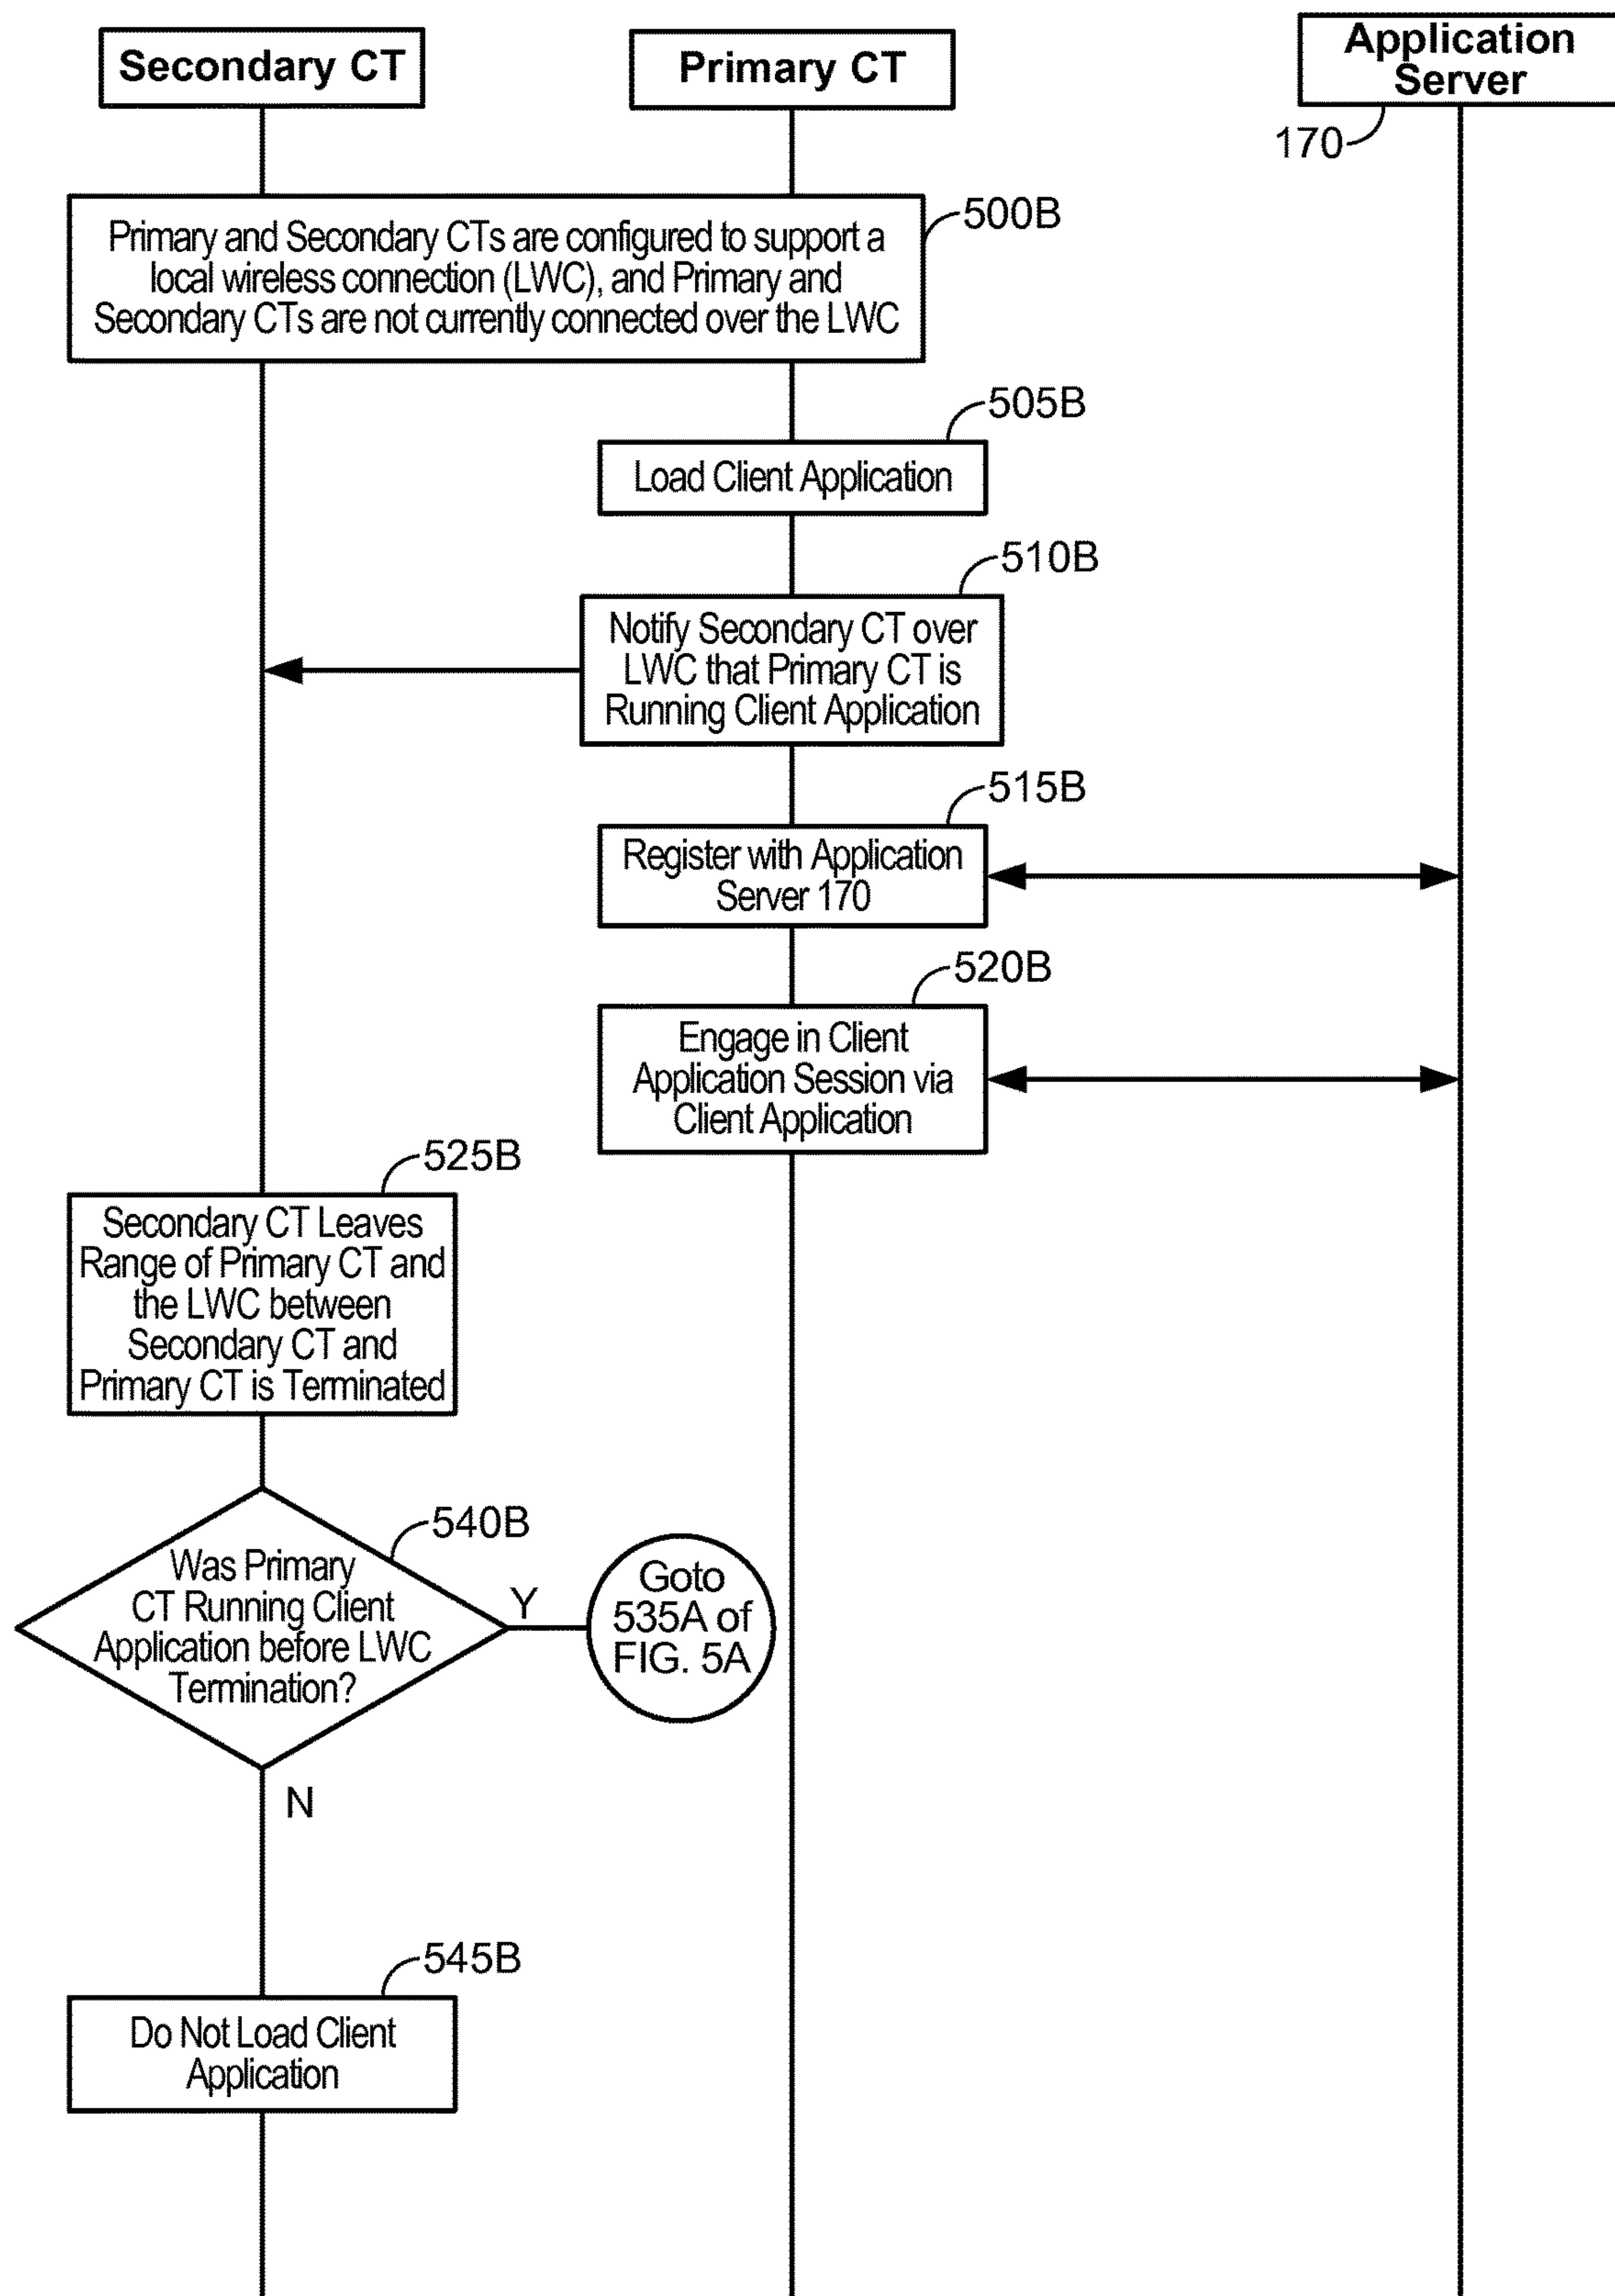 Secondary CT
Primary CT
Application
Server
170
Primary and Secondary CTs are configured to support a
local wireless connection (LWC), and Primary and
Secondary CTs are not currently connected over the LWC
500B
505B
Load Client Application
510B
Notify Secondary CT over
LWC that Primary CT is
Running Client Application
515B
Register with Application
Server 170
520B
Engage in Client
Application Session via
Client Application
525B
Secondary CT Leaves
Range of Primary CT and
the LWC between
Secondary CT and
Primary CT is Terminated
540B
Was Primary
CT Running Client
Application before LWC
Termination?
Y
Goto
535A of
FIG. 5A
N
545B
Do Not Load Client
Application